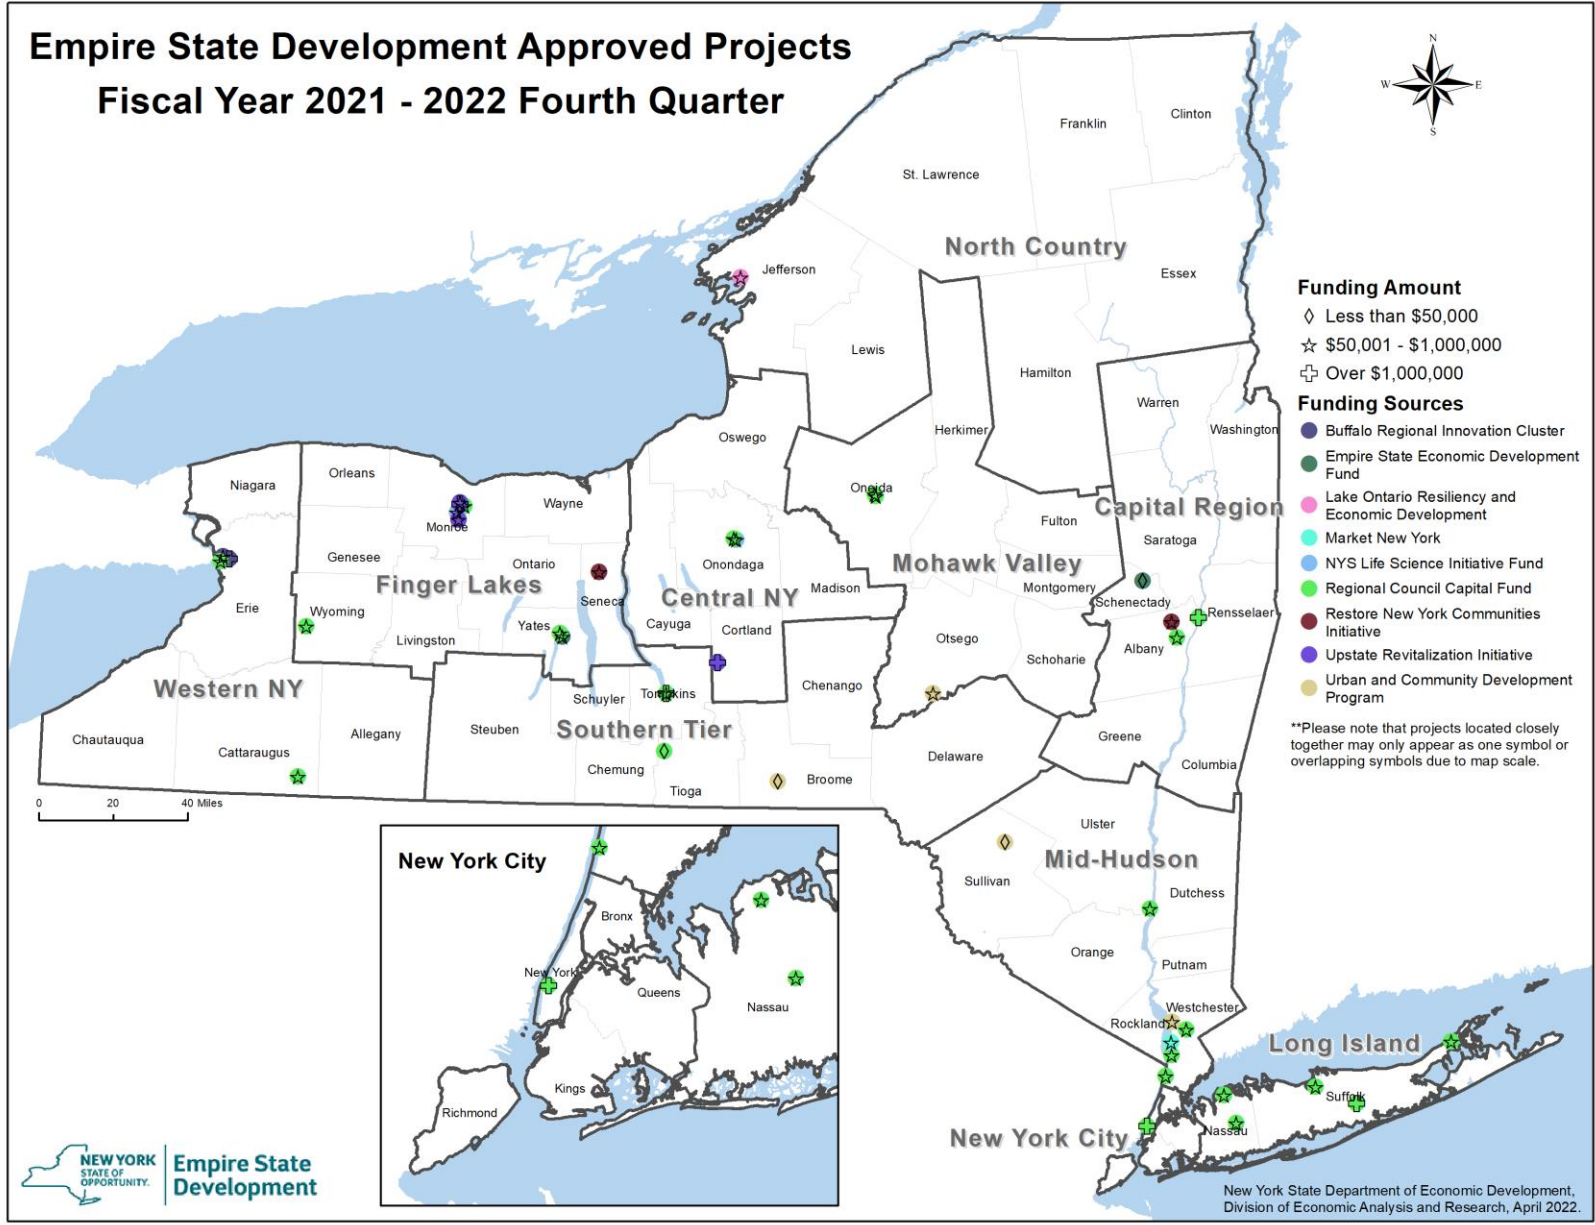 Empire State Development Approved Projects
Fiscal Year 2021 - 2022 Fourth Quarter
N
W
E
S
Clinton
Franklin
St. Lawrence
North Country
Jefferson
Essex
Lewis
Hamilton
Warren
Washington
Herkimer
Oswego
Oneida
Orleans
Niagara
Wayne
Monroe
Capital Region
Fulton
Saratoga
Genesee
Ontario
Onondaga
Mohawk Valley
Finger Lakes
Central NY
Madison
Montgomery
Seneca
Schenectady
Erie
Wyoming
Rensselaer
Cayuga
Cortland
Yates
Livingston
Otsego
Albany
Schoharie
Western NY
Chenango
Tompkins
Schuyler
Steuben
Southern Tier
Chautauqua
Allegany
Cattaraugus
Greene
Delaware
Columbia
Chemung
Broome
Tioga
0 20 40 Miles
Ulster
Mid-Hudson
Sullivan
Dutchess
Orange
Putnam
Westchester
Rockland
Long Island
Suffolk
Nassau
New York City
New York City
Bronx
New York
Queens
Nassau
Kings
Richmond
Funding Amount
Less than $50,000
$50,001 - $1,000,000
Over $1,000,000
Funding Sources
Buffalo Regional Innovation Cluster
Empire State Economic Development
Fund
Lake Ontario Resiliency and
Economic Development
Market New York
NYS Life Science Initiative Fund
Regional Council Capital Fund
Restore New York Communities
Initiative
Upstate Revitalization Initiative
Urban and Community Development
Program
**Please note that projects located closely
together may only appear as one symbol or
overlapping symbols due to map scale.
NEW YORK
STATE OF
OPPORTUNITY.
Empire State
Development
New York State Department of Economic Development,
Division of Economic Analysis and Research, April 2022.